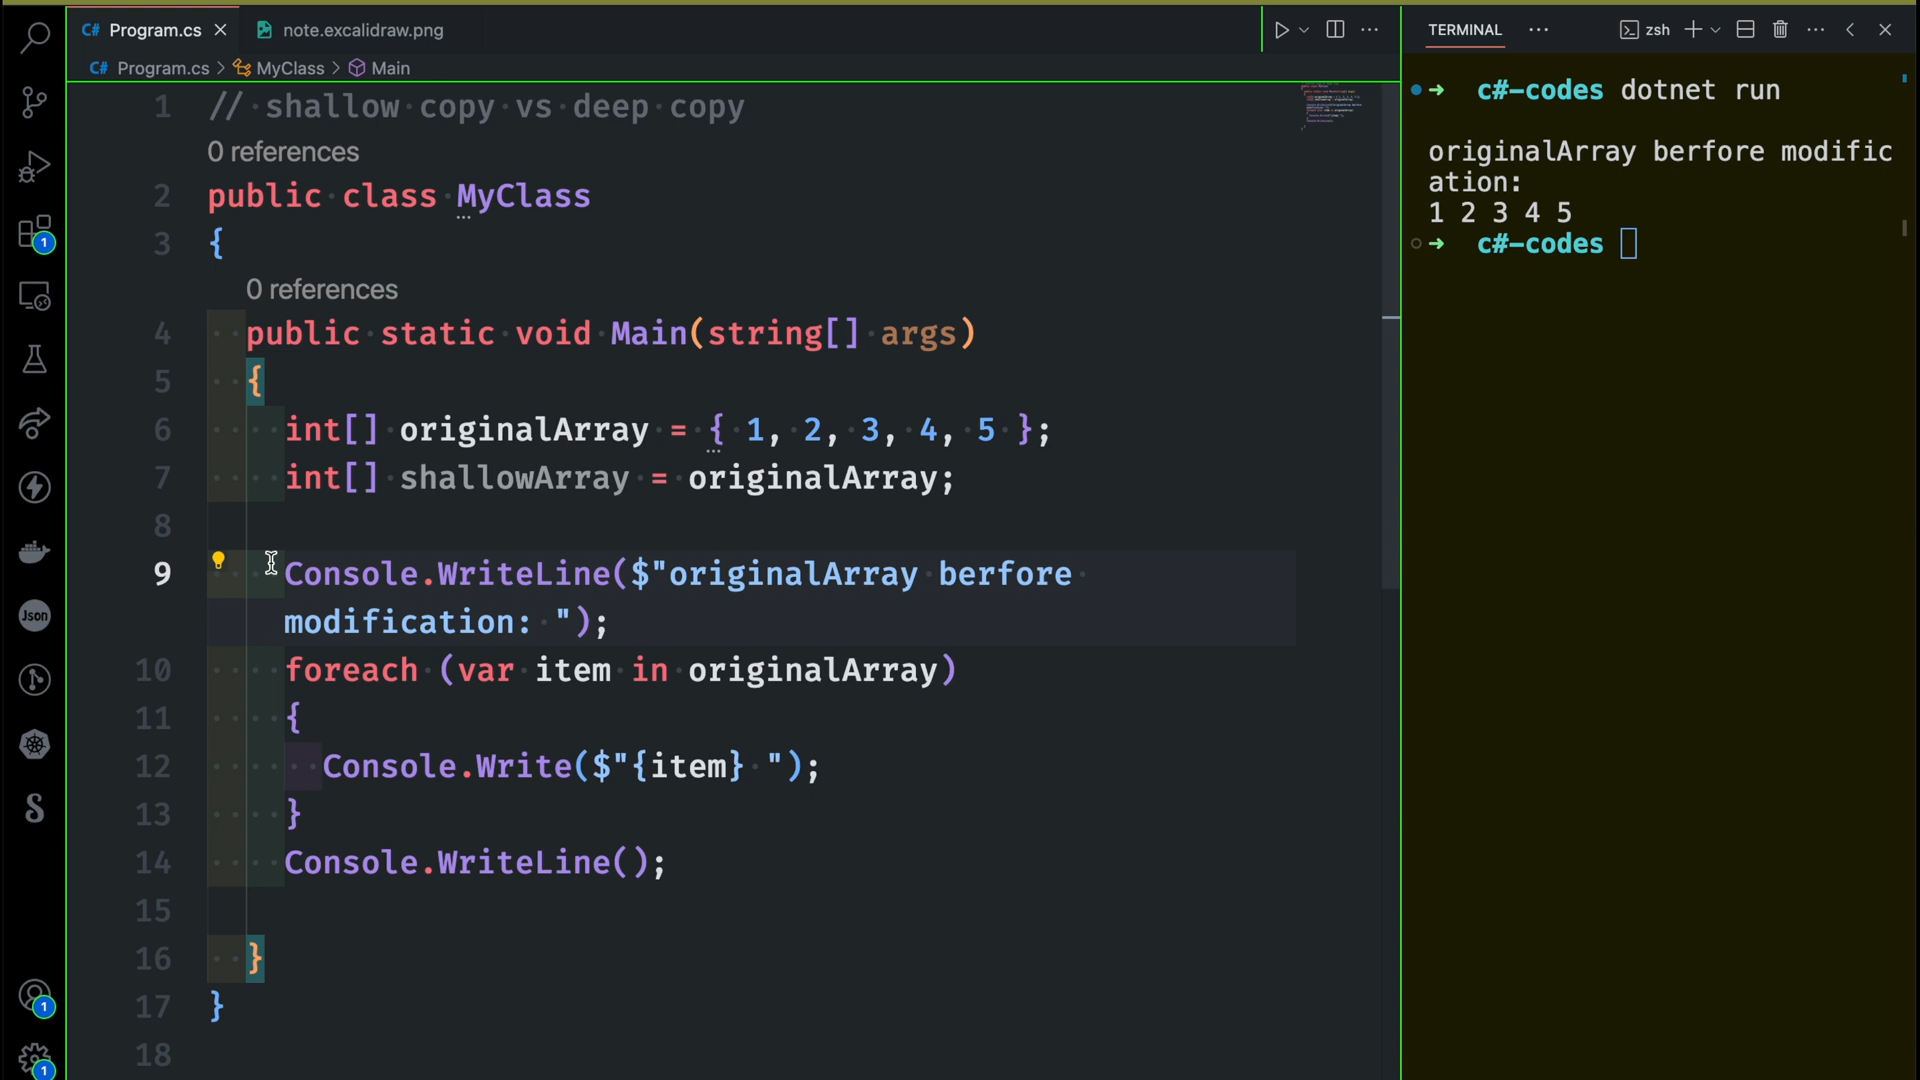 Program.cs
note.excalidraw.png
Program.cs > MyClass > Main
1 // shallow copy vs deep copy
0 references
2 public class MyClass
3 {
0 references
4 public static void Main(string[] args)
5 {
6 int[] originalArray = { 1, 2, 3, 4, 5 };
7 int[] shallowArray = originalArray;
8
9 Console.WriteLine($"originalArray berfore
modification: ");
10 foreach (var item in originalArray)
11 {
12 Console.Write($"{item} ");
13 }
14 Console.WriteLine();
15
16 }
17 }
18
C#
C#
Json
1
1
1
TERMINAL
zsh
c#-codes dotnet run
originalArray berfore modific
ation:
1 2 3 4 5
c#-codes